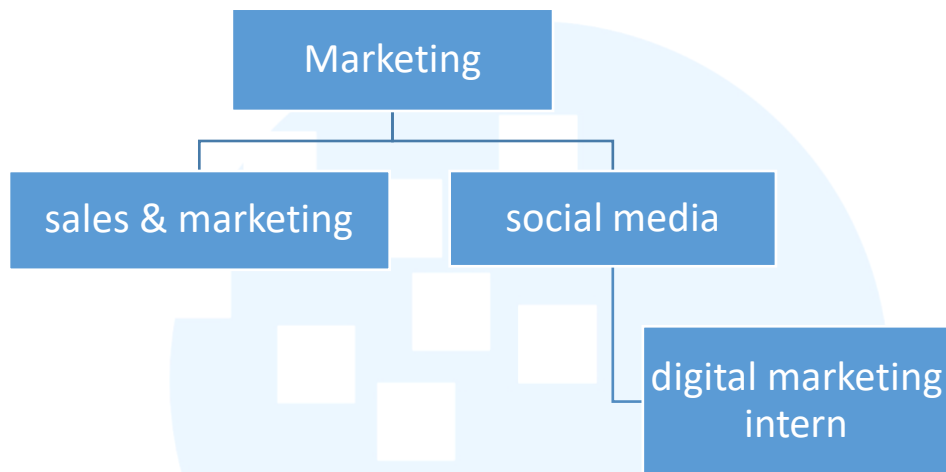 Marketing
sales & marketing
social media
digital marketing
intern